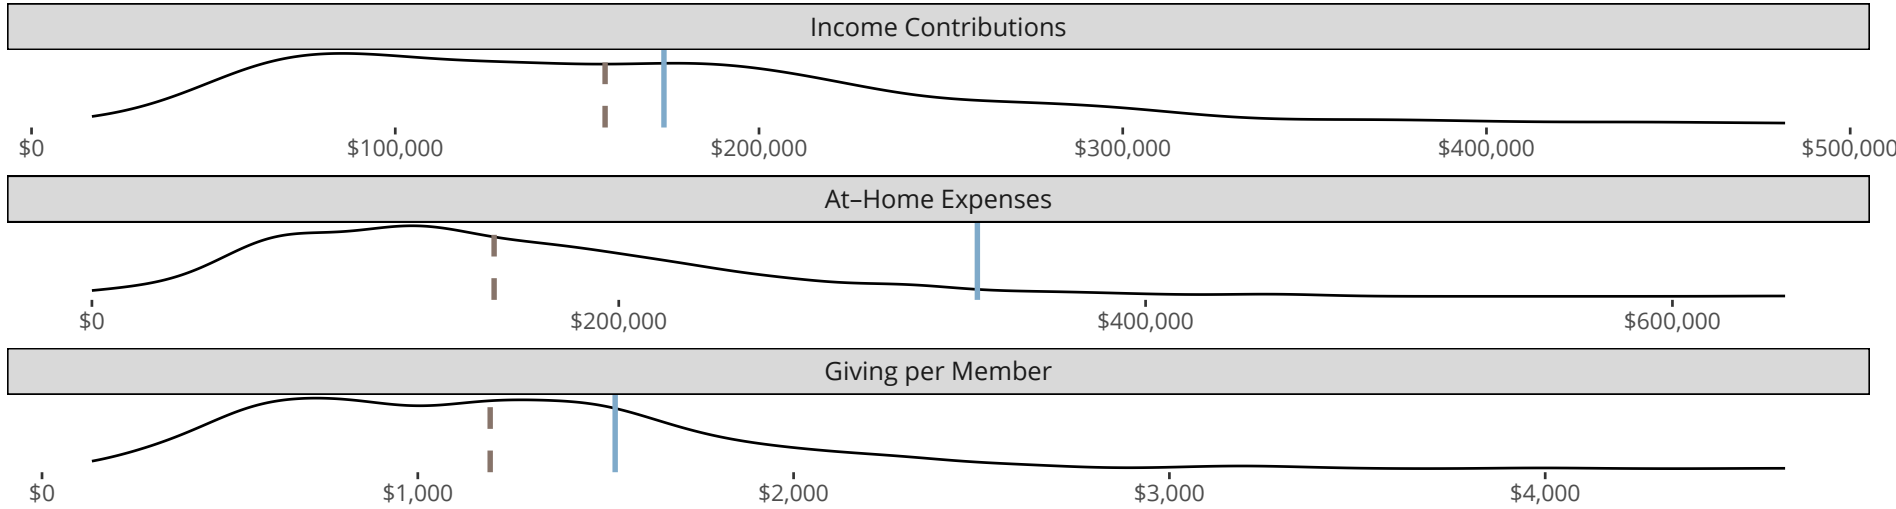 Income Contributions
$0 $100,000 $200,000 $300,000 $400,000 $500,000
At–Home Expenses
$0 $200,000 $400,000 $600,000
Giving per Member
$0 $1,000 $2,000 $3,000 $4,000